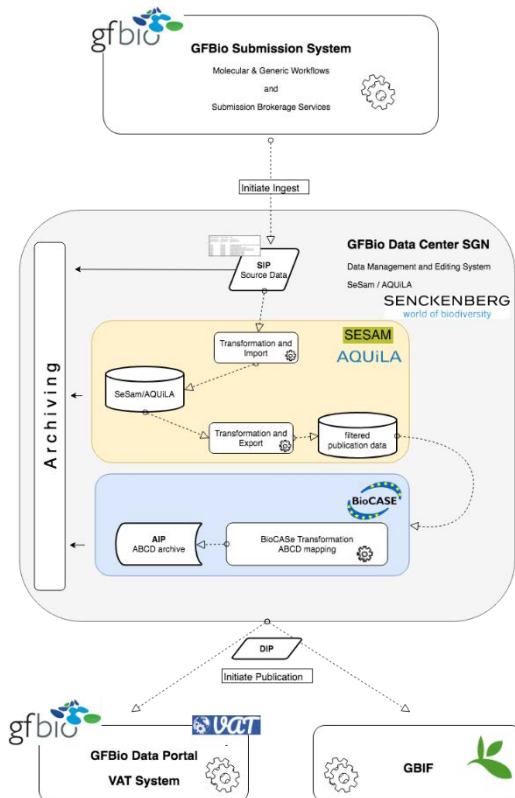 gfbio
GFBio Submission System
Molecular & Generic Workflows
and
Submission Brokerage Services
Initiate Ingest
GFBio Data Center SGN
Data Management and Editing System
SeSam / AQUiLA
SENCKENBERG
world of biodiversity
SIP
Source Data
Archiving
SESAM
AQUiLA
Transformation and
Import
SeSam/AQUiLA
Transformation and
Export
filtered
publication data
BioCASE
AIP
ABCD archive
BioCASe Transformation
ABCD mapping
DIP
Initiate Publication
gfbio
VAT
GFBio Data Portal
VAT System
GBIF